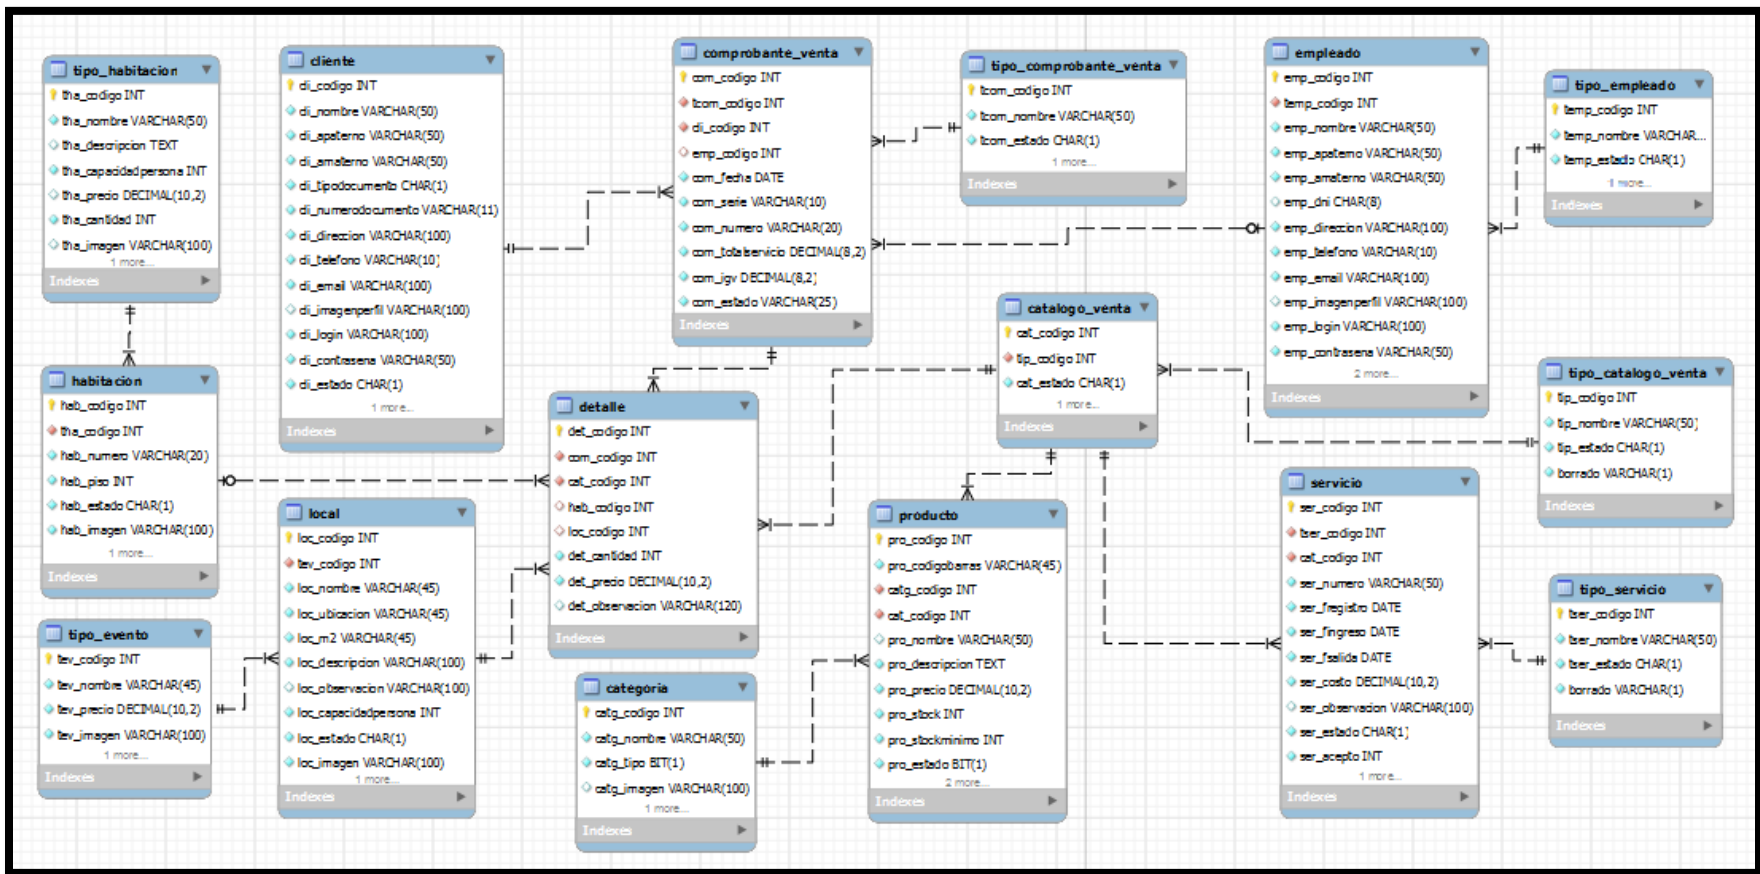 tipo_habitacion
tha_codigo INT
tha_nombre VARCHAR(50)
tha_descripcion TEXT
tha_capacidadpersona INT
tha_precio DECIMAL(10,2)
tha_cantidad INT
tha_imagen VARCHAR(100)
1 more...
Indexes
cliente
cli_codigo INT
cli_nombre VARCHAR(50)
cli_apaterno VARCHAR(50)
cli_amaterno VARCHAR(50)
cli_tipodocumento CHAR(1)
cli_numerodocumento VARCHAR(11)
cli_direccion VARCHAR(100)
cli_telefono VARCHAR(10)
cli_email VARCHAR(100)
cli_imagenperfil VARCHAR(100)
cli_login VARCHAR(100)
cli_contrasena VARCHAR(50)
cli_estado CHAR(1)
1 more...
Indexes
comprobante_venta
com_codigo INT
tcom_codigo INT
cli_codigo INT
emp_codigo INT
com_fecha DATE
com_serie VARCHAR(10)
com_numero VARCHAR(20)
com_totalservicio DECIMAL(8,2)
com_igv DECIMAL(8,2)
com_estado VARCHAR(25)
Indexes
tipo_comprobante_venta
tcom_codigo INT
tcom_nombre VARCHAR(50)
tcom_estado CHAR(1)
1 more...
Indexes
empleado
emp_codigo INT
temp_codigo INT
emp_nombre VARCHAR(50)
emp_apaterno VARCHAR(50)
emp_amaterno VARCHAR(50)
emp_dni CHAR(8)
emp_direccion VARCHAR(100)
emp_telefono VARCHAR(10)
emp_email VARCHAR(100)
emp_imagenperfil VARCHAR(100)
emp_login VARCHAR(100)
emp_contrasena VARCHAR(50)
2 more...
Indexes
tipo_empleado
temp_codigo INT
temp_nombre VARCHAR...
temp_estado CHAR(1)
1 more...
Indexes
habitacion
hab_codigo INT
tha_codigo INT
hab_numero VARCHAR(20)
hab_piso INT
hab_estado CHAR(1)
hab_imagen VARCHAR(100)
1 more...
Indexes
detalle
det_codigo INT
com_codigo INT
cat_codigo INT
hab_codigo INT
loc_codigo INT
det_cantidad INT
det_precio DECIMAL(10,2)
det_observacion VARCHAR(120)
Indexes
catalogo_venta
cat_codigo INT
tip_codigo INT
cat_estado CHAR(1)
1 more...
Indexes
tipo_catalogo_venta
tip_codigo INT
tip_nombre VARCHAR(50)
tip_estado CHAR(1)
borrado VARCHAR(1)
Indexes
local
loc_codigo INT
tev_codigo INT
loc_nombre VARCHAR(45)
loc_ubicacion VARCHAR(45)
loc_m2 VARCHAR(45)
loc_descripcion VARCHAR(100)
loc_observacion VARCHAR(100)
loc_capacidadpersona INT
loc_estado CHAR(1)
loc_imagen VARCHAR(100)
1 more...
Indexes
producto
pro_codigo INT
pro_codigobarras VARCHAR(45)
catg_codigo INT
cat_codigo INT
pro_nombre VARCHAR(50)
pro_descripcion TEXT
pro_precio DECIMAL(10,2)
pro_stock INT
pro_stockminimo INT
pro_estado BIT(1)
2 more...
Indexes
servicio
ser_codigo INT
tser_codigo INT
cat_codigo INT
ser_numero VARCHAR(50)
ser_fregistro DATE
ser_fingreso DATE
ser_fsalida DATE
ser_costo DECIMAL(10,2)
ser_observacion VARCHAR(100)
ser_estado CHAR(1)
ser_acepto INT
1 more...
Indexes
tipo_servicio
tser_codigo INT
tser_nombre VARCHAR(50)
tser_estado CHAR(1)
borrado VARCHAR(1)
Indexes
tipo_evento
tev_codigo INT
tev_nombre VARCHAR(45)
tev_precio DECIMAL(10,2)
tev_imagen VARCHAR(100)
1 more...
Indexes
categoria
catg_codigo INT
catg_nombre VARCHAR(50)
catg_tipo BIT(1)
catg_imagen VARCHAR(100)
1 more...
Indexes